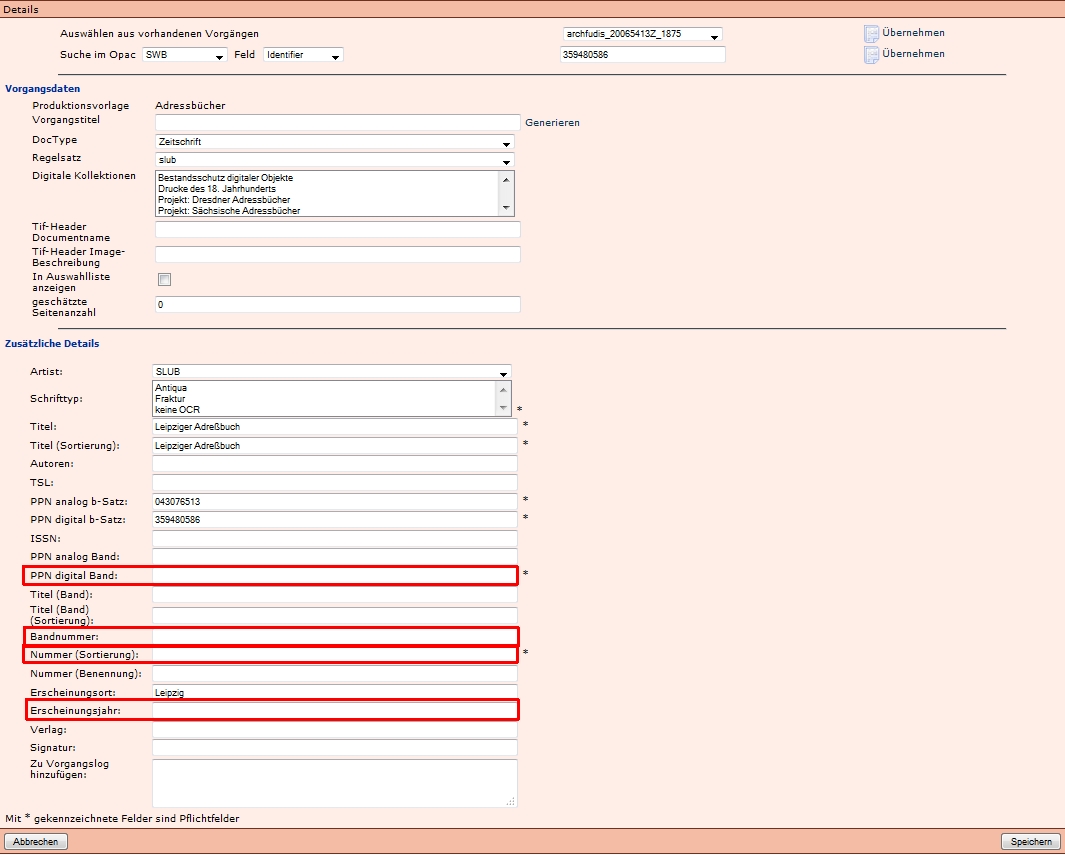 Details
Auswählen aus vorhandenen Vorgängen archfudis_20065413Z_1875 Übernehmen
Suche im Opac SWB Feld Identifier 359480586 Übernehmen
Vorgangsdaten
Produktionsvorlage Adressbücher
Vorgangstitel Generieren
DocType Zeitschrift
Regelsatz slub
Digitale Kollektionen Bestandsschutz digitaler Objekte
Drucke des 18. Jahrhunderts
Projekt: Dresdner Adressbücher
Projekt: Sächsische Adressbücher
Tif-Header
Documentname
Tif-Header Image-
Beschreibung
In Auswahlliste
anzeigen
geschätzte
Seitenanzahl 0
Zusätzliche Details
Artist: SLUB
Schrifttyp: Antiqua
Fraktur
keine OCR *
Titel: Leipziger Adreßbuch *
Titel (Sortierung): Leipziger Adreßbuch *
Autoren:
TSL:
PPN analog b-Satz: 043076513 *
PPN digital b-Satz: 359480586 *
ISSN:
PPN analog Band:
PPN digital Band: *
Titel (Band):
Titel (Band)
(Sortierung):
Bandnummer:
Nummer (Sortierung): *
Nummer (Benennung):
Erscheinungsort: Leipzig
Erscheinungsjahr:
Verlag:
Signatur:
Zu Vorgangslog
hinzufügen:
Mit * gekennzeichnete Felder sind Pflichtfelder
Abbrechen Speichern